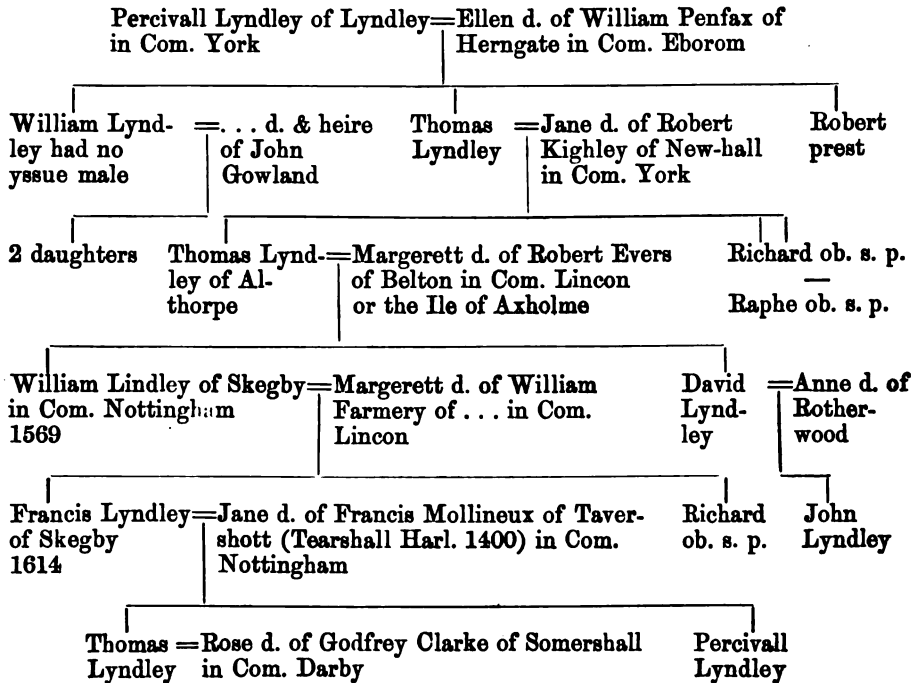 Percivall Lyndley of Lyndley=Ellen d. of William Penfax of
in Com. York Herngate in Com. Eborom
William Lynd- =. . . d. & heire Thomas =Jane d. of Robert Robert
ley had no of John Lyndley Kighley of New-hall prest
yssue male Gowland in Com. York
2 daughters Thomas Lynd-=Margerett d. of Robert Evers Richard ob. s. p.
ley of Al- of Belton in Com. Lincon —
thorpe or the Ile of Axholme Raphe ob. s. p.
William Lindley of Skegby=Margerett d. of William David =Anne d. of
in Com. Nottingham Farmery of . . . in Com. Lynd- Rother-
1569 Lincon ley wood
Francis Lyndley=Jane d. of Francis Mollineux of Taver- Richard John
of Skegby shott (Tearshall Harl. 1400) in Com. ob. s. p. Lyndley
1614 Nottingham
Thomas =Rose d. of Godfrey Clarke of Somershall Percivall
Lyndley in Com. Darby Lyndley